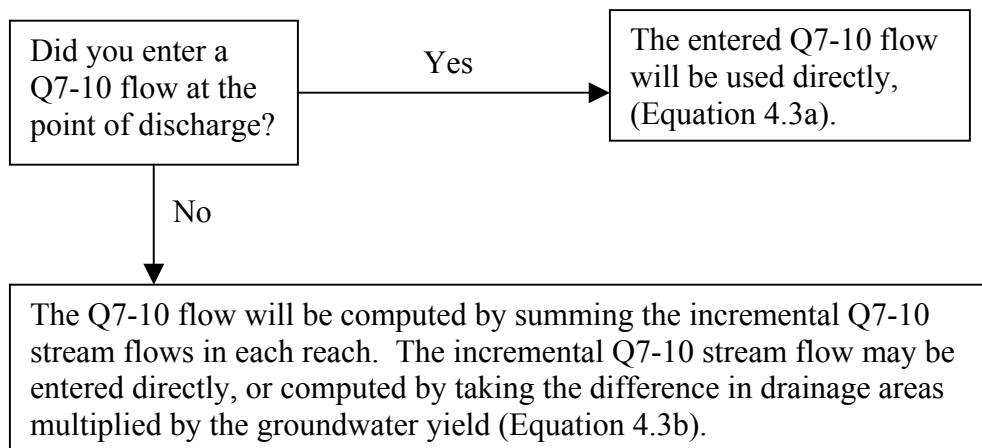 Did you enter a
Q7-10 flow at the
point of discharge?
Yes
The entered Q7-10 flow
will be used directly,
(Equation 4.3a).
No
The Q7-10 flow will be computed by summing the incremental Q7-10
stream flows in each reach.  The incremental Q7-10 stream flow may be
entered directly, or computed by taking the difference in drainage areas
multiplied by the groundwater yield (Equation 4.3b).